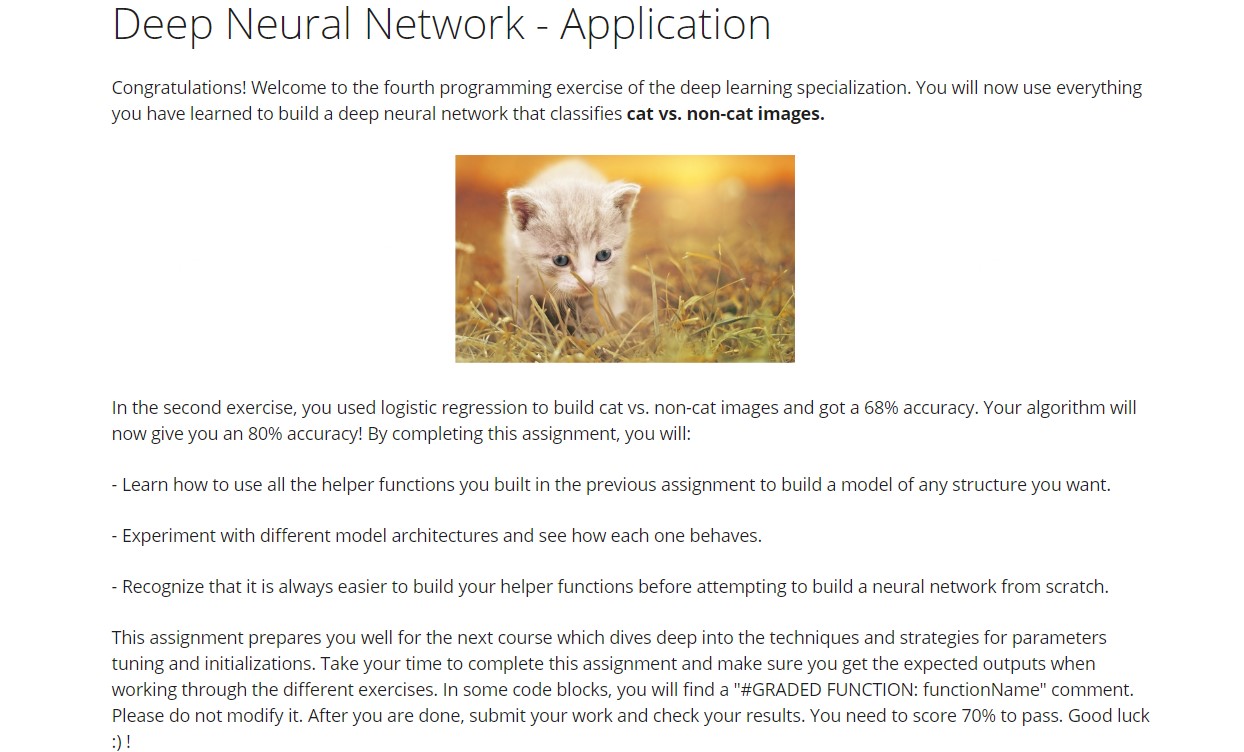 Deep Neural Network - Application
Congratulations! Welcome to the fourth programming exercise of the deep learning specialization. You will now use everything
you have learned to build a deep neural network that classifies cat vs. non-cat images.
In the second exercise, you used logistic regression to build cat vs. non-cat images and got a 68% accuracy. Your algorithm will
now give you an 80% accuracy! By completing this assignment, you will:
- Learn how to use all the helper functions you built in the previous assignment to build a model of any structure you want.
- Experiment with different model architectures and see how each one behaves.
- Recognize that it is always easier to build your helper functions before attempting to build a neural network from scratch.
This assignment prepares you well for the next course which dives deep into the techniques and strategies for parameters
tuning and initializations. Take your time to complete this assignment and make sure you get the expected outputs when
working through the different exercises. In some code blocks, you will find a "#GRADED FUNCTION: functionName" comment.
Please do not modify it. After you are done, submit your work and check your results. You need to score 70% to pass. Good luck
:) !